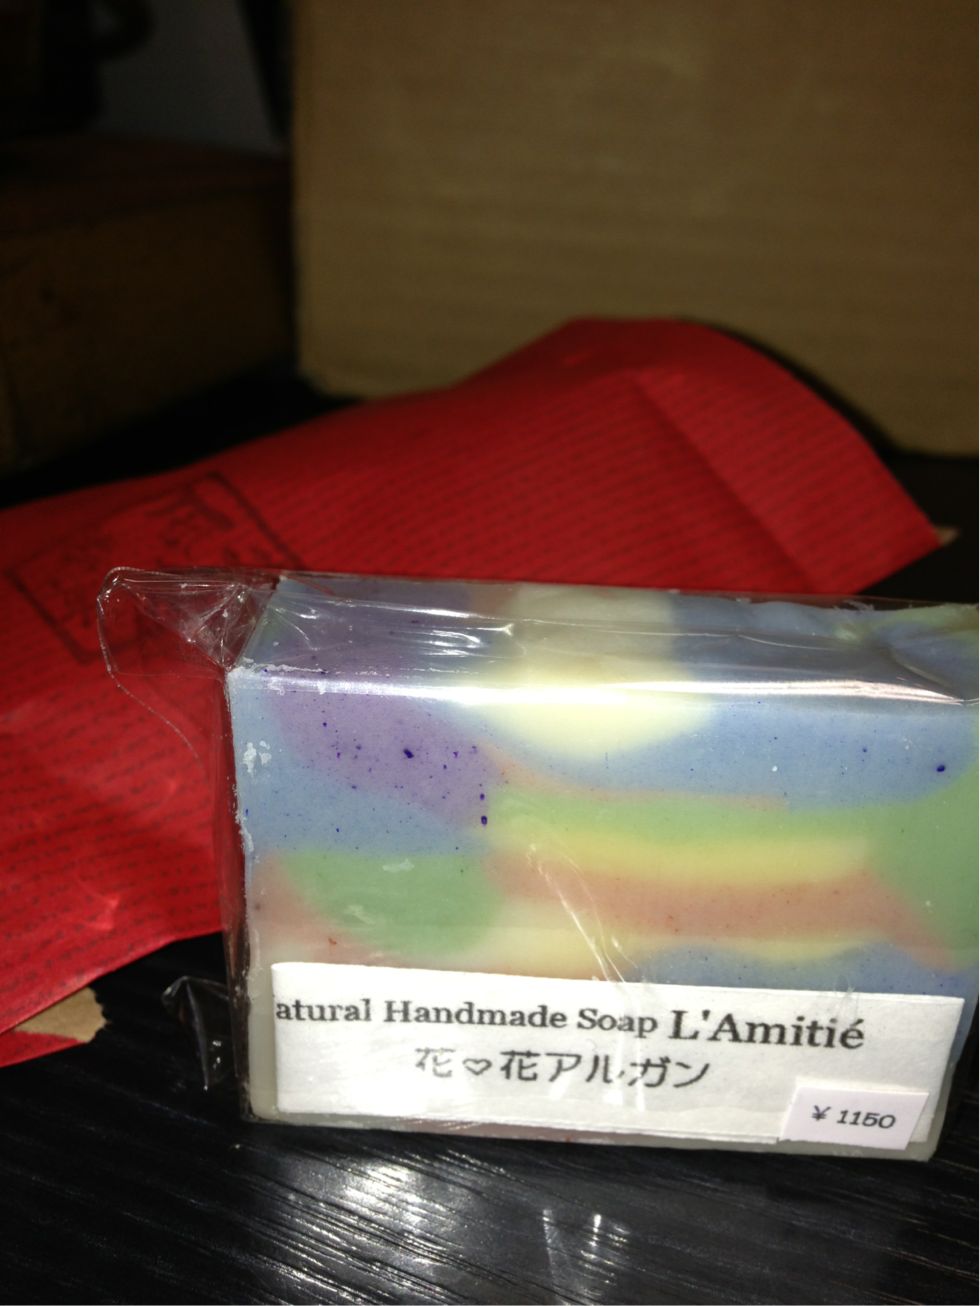 atural Handmade Soap L'Amitié
花♡花アルガン
¥ 1150